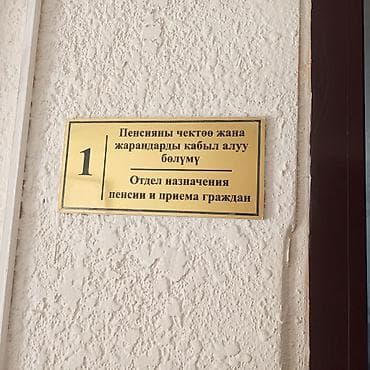 1
Пенсияны чектөө жана
жарандарды кабыл алуу
бөлүмү
Отдел назначения
пенсии и приема граждан